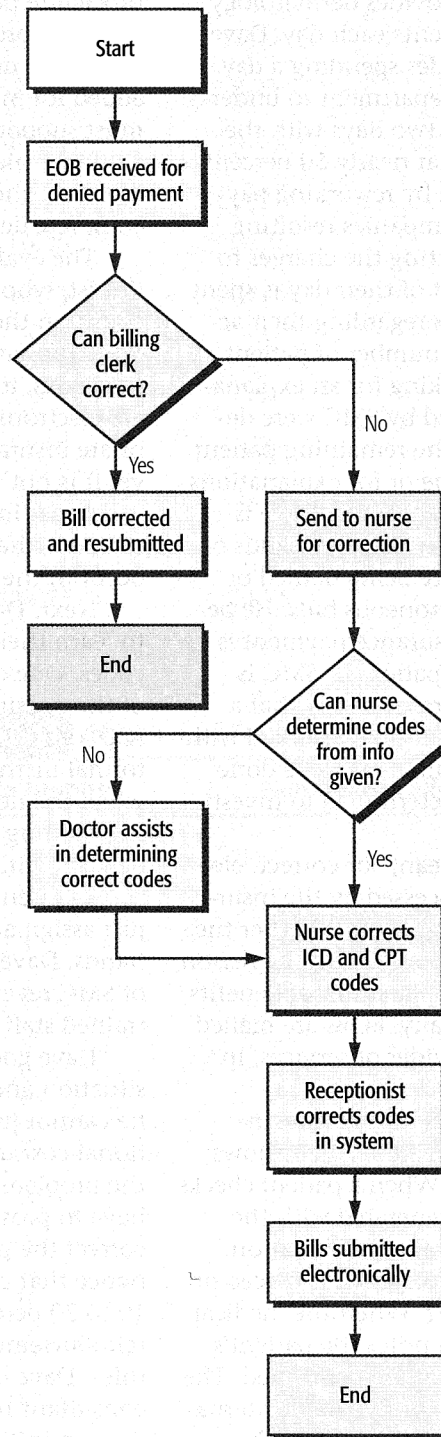 Start
EOB received for
denied payment
Can billing
clerk
correct?
No
Yes
Bill corrected
and resubmitted
Send to nurse
for correction
End
Can nurse
determine codes
from info
given?
No
Doctor assists
in determining
correct codes
Yes
Nurse corrects
ICD and CPT
codes
Receptionist
corrects codes
in system
Bills submitted
electronically
End